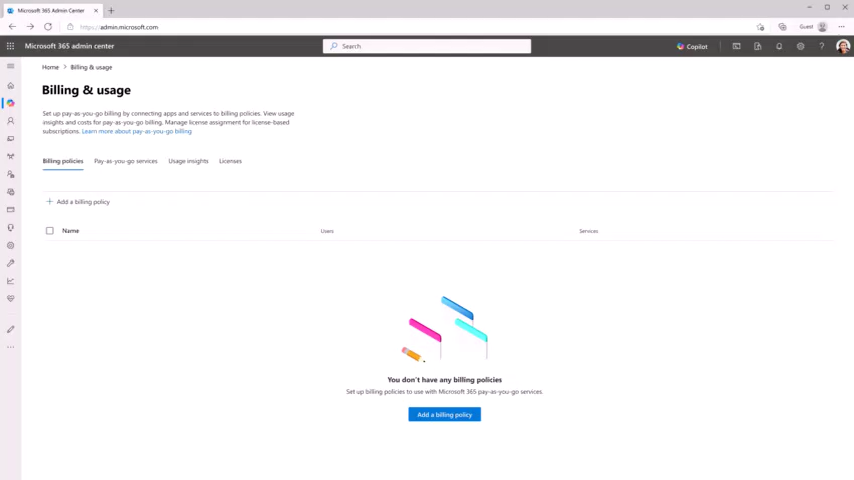 Microsoft 365 Admin Center
https://admin.microsoft.com
Guest
Microsoft 365 admin center
Search
Copilot
Home > Billing & usage
Billing & usage
Set up pay-as-you-go billing by connecting apps and services to billing policies. View usage
insights and costs for pay-as-you-go billing. Manage license assignment for license-based
subscriptions. Learn more about pay-as-you-go billing
Billing policies Pay-as-you-go services Usage insights Licenses
+ Add a billing policy
Name Users Services
You don't have any billing policies
Set up billing policies to use with Microsoft 365 pay-as-you-go services.
Add a billing policy